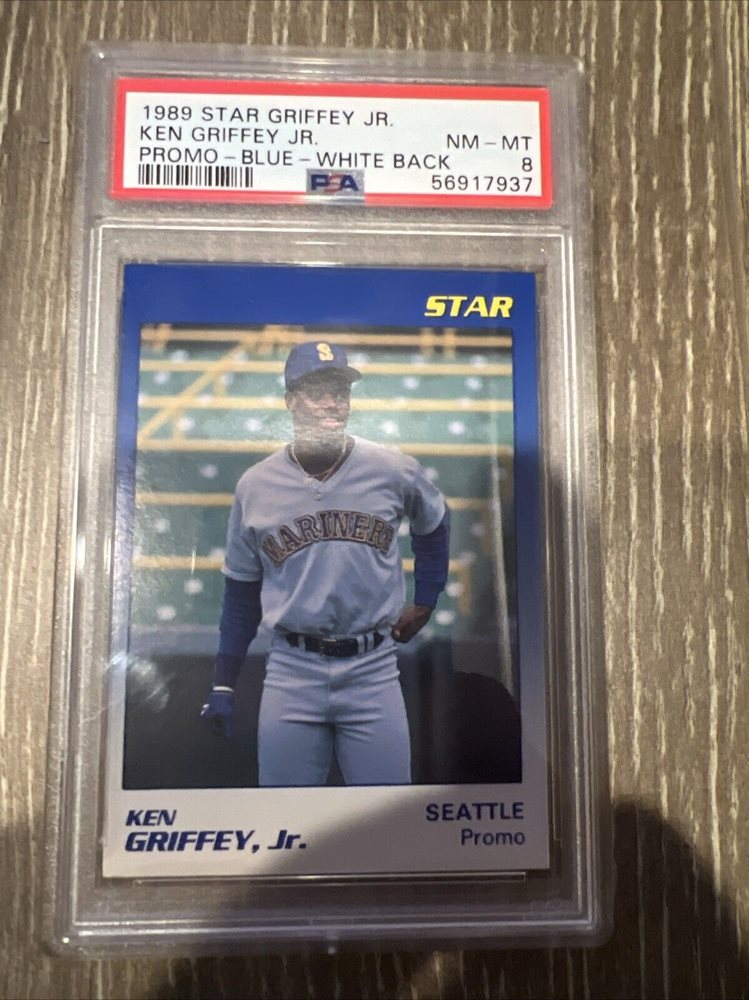 1989 STAR GRIFFEY JR.
KEN GRIFFEY JR. NM - MT
PROMO - BLUE - WHITE BACK 8
PSA 56917937
STAR
S
MARINERS
KEN SEATTLE
GRIFFEY, Jr. Promo